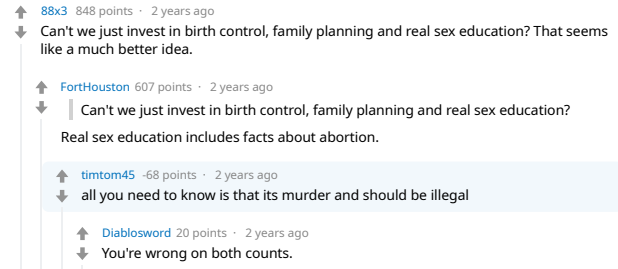 88x3 848 points · 2 years ago
Can't we just invest in birth control, family planning and real sex education? That seems
like a much better idea.
FortHouston 607 points · 2 years ago
Can't we just invest in birth control, family planning and real sex education?
Real sex education includes facts about abortion.
timtom45 -68 points · 2 years ago
all you need to know is that its murder and should be illegal
Diablosword 20 points · 2 years ago
You're wrong on both counts.